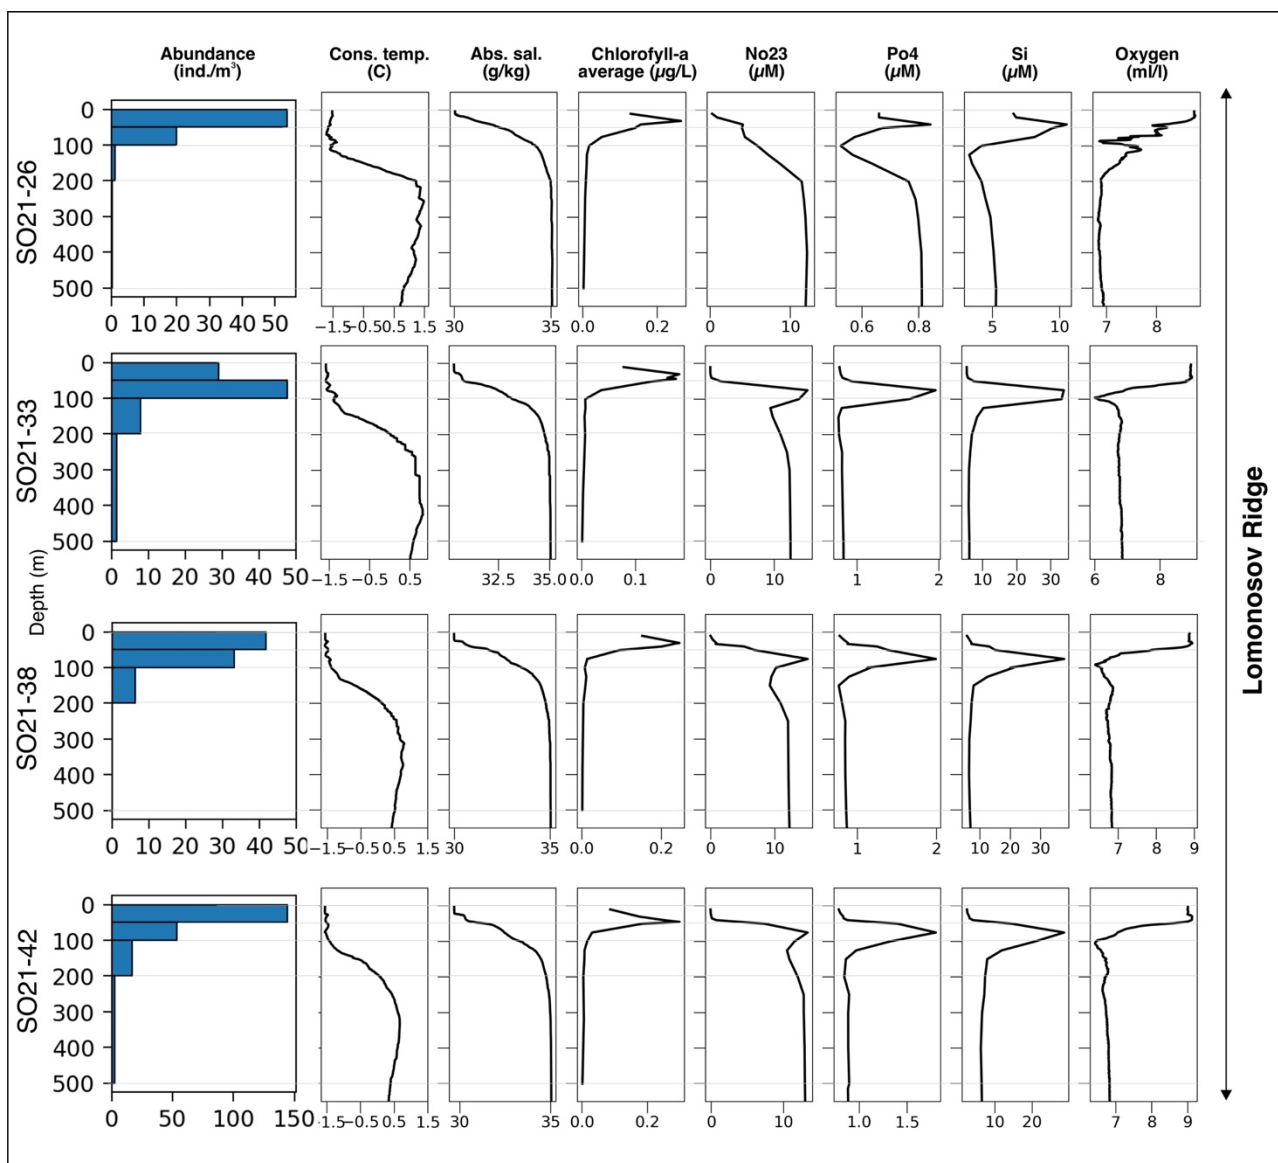 Abundance
(ind./m³)
Cons. temp.
(C)
Abs. sal.
(g/kg)
Chlorofyll-a
average (µg/L)
No23
(µM)
Po4
(µM)
Si
(µM)
Oxygen
(ml/l)
SO21-26
0
100
200
300
400
500
0 10 20 30 40 50
−1.5 −0.5 0.5 1.5
30 35
0.0 0.2
0 10
0.6 0.8
5 10
7 8
SO21-33
0
100
200
300
400
500
0 10 20 30 40 50
−1.5 −0.5 0.5
32.5 35.0
0.0 0.1
0 10
1 2
10 20 30
6 8
Depth (m)
SO21-38
0
100
200
300
400
500
0 10 20 30 40 50
−1.5 −0.5 0.5 1.5
30 35
0.0 0.2
0 10
1 2
10 20 30
7 8 9
SO21-42
0
100
200
300
400
500
0 50 100 150
-1.5 −0.5 0.5 1.5
30 35
0.0 0.2
0 10
1.0 1.5
10 20
7 8 9
Lomonosov Ridge